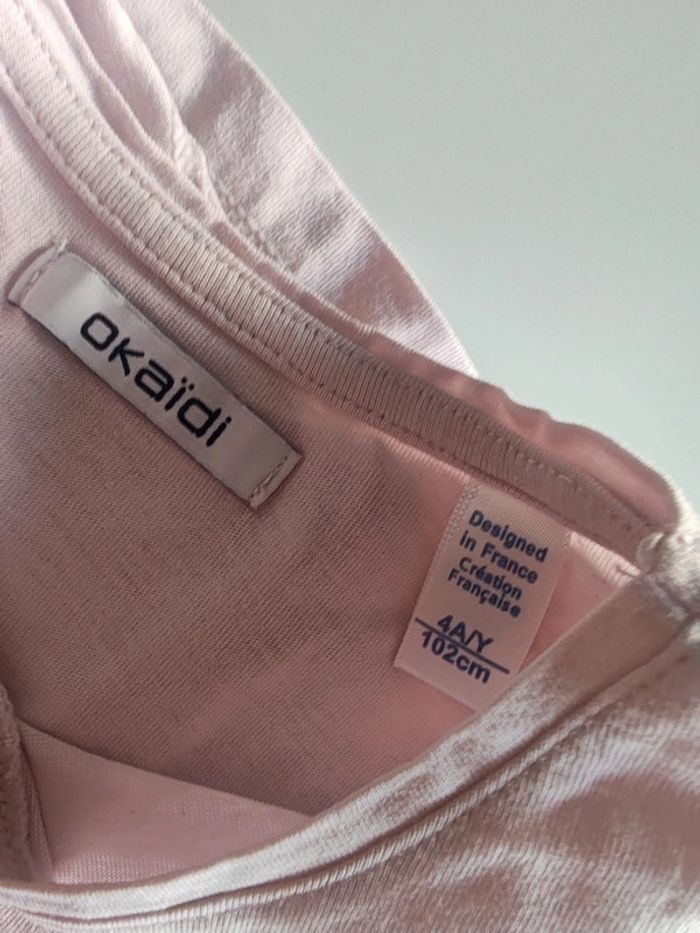 okaïdi
Designed
in France
Création
Française
4A/Y
102cm